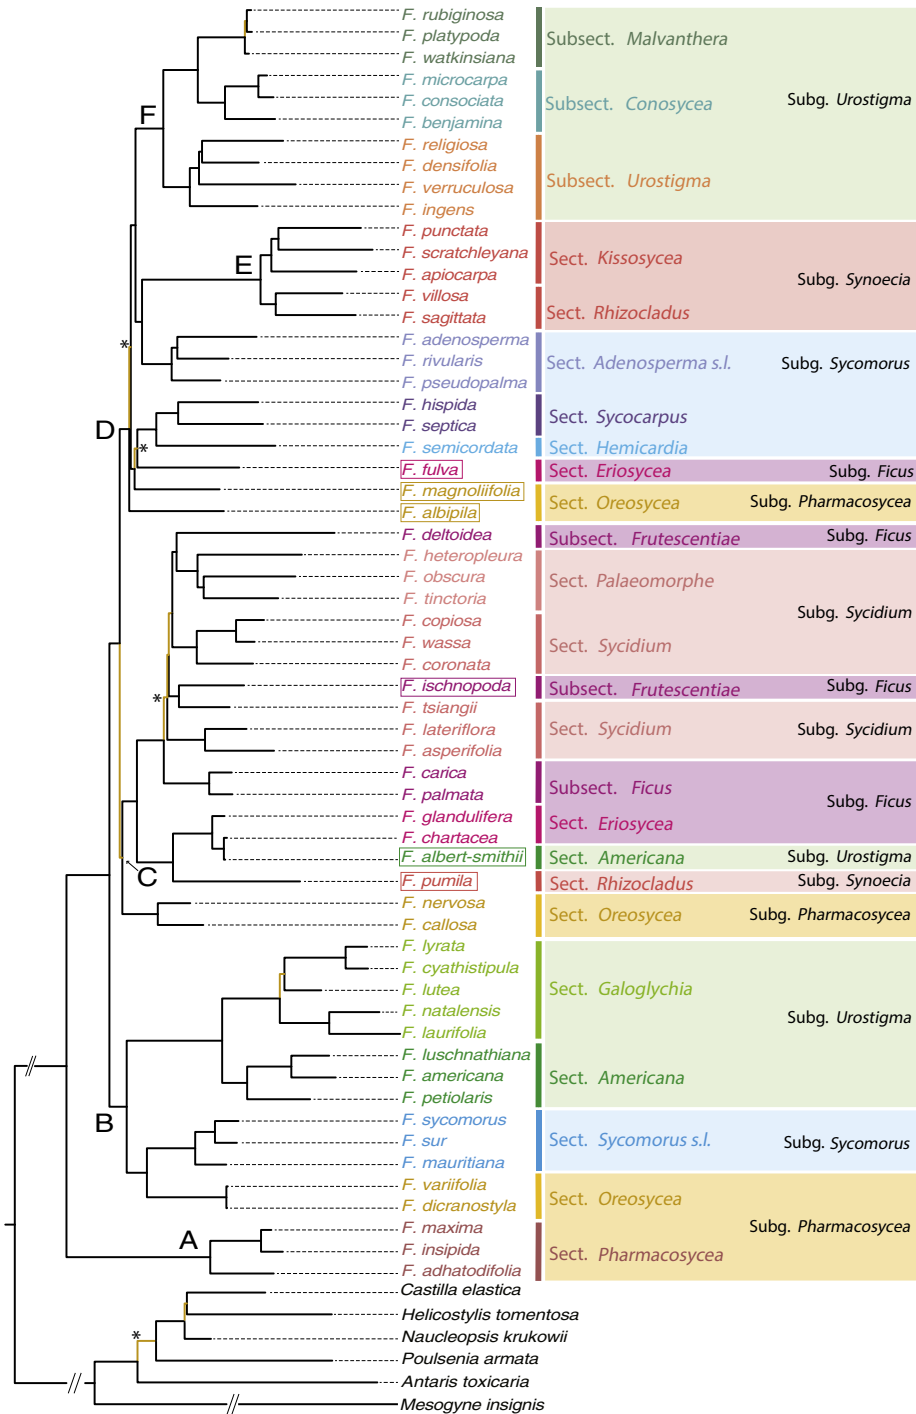 F. rubiginosa
F. platypoda
Subsect. Malvanthera
F. watkinsiana
F. microcarpa
F. consociata
Subsect. Conosycea
Subg. Urostigma
F
F. benjamina
F. religiosa
F. densifolia
F. verruculosa
Subsect. Urostigma
F. ingens
F. punctata
F. scratchleyana
Sect. Kissosycea
E
F. apiocarpa
Subg. Synoecia
F. villosa
F. sagittata
Sect. Rhizocladus
*
F. adenosperma
F. rivularis
Sect. Adenosperma s.l.
Subg. Sycomorus
F. pseudopalma
F. hispida
F. septica
Sect. Sycocarpus
D
*
F. semicordata
Sect. Hemicardia
F. fulva
Sect. Eriosycea
Subg. Ficus
F. magnoliifolia
Sect. Oreosycea
Subg. Pharmacosycea
F. albipila
F. deltoidea
Subsect. Frutescentiae
Subg. Ficus
F. heteropleura
F. obscura
Sect. Palaeomorphe
F. tinctoria
Subg. Sycidium
F. copiosa
F. wassa
Sect. Sycidium
F. coronata
*
F. ischnopoda
Subsect. Frutescentiae
Subg. Ficus
F. tsiangii
F. lateriflora
Sect. Sycidium
Subg. Sycidium
F. asperifolia
F. carica
F. palmata
Subsect. Ficus
Subg. Ficus
F. glandulifera
Sect. Eriosycea
F. chartacea
F. albert-smithii
Sect. Americana
Subg. Urostigma
C
F. pumila
Sect. Rhizocladus
Subg. Synoecia
F. nervosa
Sect. Oreosycea
Subg. Pharmacosycea
F. callosa
F. lyrata
F. cyathistipula
F. lutea
Sect. Galoglychia
F. natalensis
Subg. Urostigma
F. laurifolia
F. luschnathiana
F. americana
Sect. Americana
F. petiolaris
B
F. sycomorus
F. sur
Sect. Sycomorus s.l.
Subg. Sycomorus
F. mauritiana
F. variifolia
Sect. Oreosycea
F. dicranostyla
F. maxima
Subg. Pharmacosycea
A
F. insipida
Sect. Pharmacosycea
F. adhatodifolia
Castilla elastica
Helicostylis tomentosa
*
Naucleopsis krukowii
Poulsenia armata
Antaris toxicaria
Mesogyne insignis